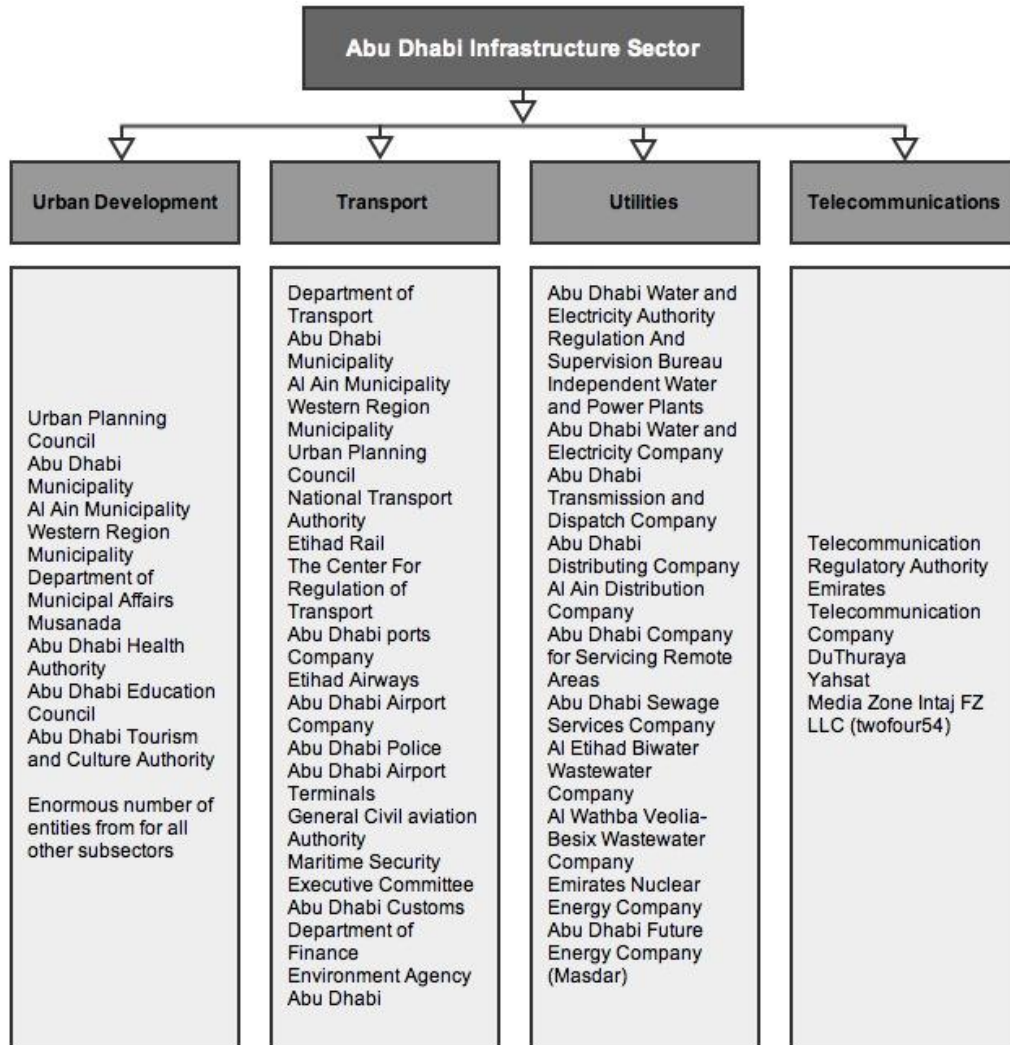 Abu Dhabi Infrastructure Sector
Urban Development
Transport
Utilities
Telecommunications
Urban Planning
Council
Abu Dhabi
Municipality
Al Ain Municipality
Western Region
Municipality
Department of
Municipal Affairs
Musanada
Abu Dhabi Health
Authority
Abu Dhabi Education
Council
Abu Dhabi Tourism
and Culture Authority
Enormous number of
entities from for all
other subsectors
Department of
Transport
Abu Dhabi
Municipality
Al Ain Municipality
Western Region
Municipality
Urban Planning
Council
National Transport
Authority
Etihad Rail
The Center For
Regulation of
Transport
Abu Dhabi ports
Company
Etihad Airways
Abu Dhabi Airport
Company
Abu Dhabi Police
Abu Dhabi Airport
Terminals
General Civil aviation
Authority
Maritime Security
Executive Committee
Abu Dhabi Customs
Department of
Finance
Environment Agency
Abu Dhabi
Abu Dhabi Water and
Electricity Authority
Regulation And
Supervision Bureau
Independent Water
and Power Plants
Abu Dhabi Water and
Electricity Company
Abu Dhabi
Transmission and
Dispatch Company
Abu Dhabi
Distributing Company
Al Ain Distribution
Company
Abu Dhabi Company
for Servicing Remote
Areas
Abu Dhabi Sewage
Services Company
Al Etihad Biwater
Wastewater
Company
Al Wathba Veolia-
Besix Wastewater
Company
Emirates Nuclear
Energy Company
Abu Dhabi Future
Energy Company
(Masdar)
Telecommunication
Regulatory Authority
Emirates
Telecommunication
Company
DuThuraya
Yahsat
Media Zone Intaj FZ
LLC (twofour54)